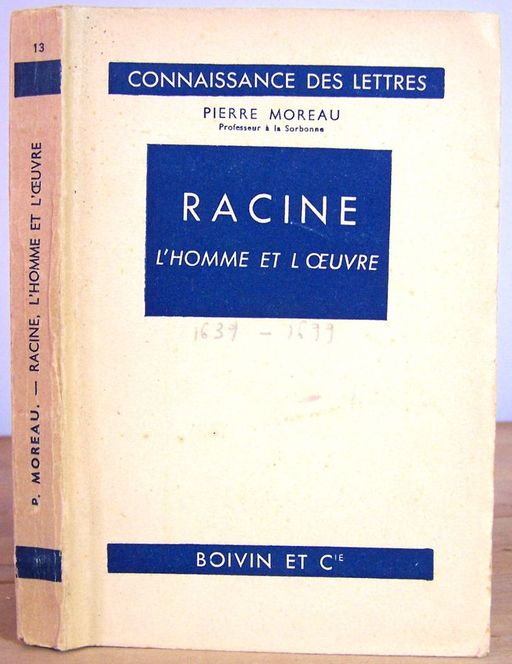 13
P. MOREAU. — RACINE, L'HOMME ET L'ŒUVRE
CONNAISSANCE DES LETTRES
PIERRE MOREAU
Professeur à la Sorbonne
RACINE
L'HOMME ET L ŒUVRE
1639 - 1699
BOIVIN ET CIE